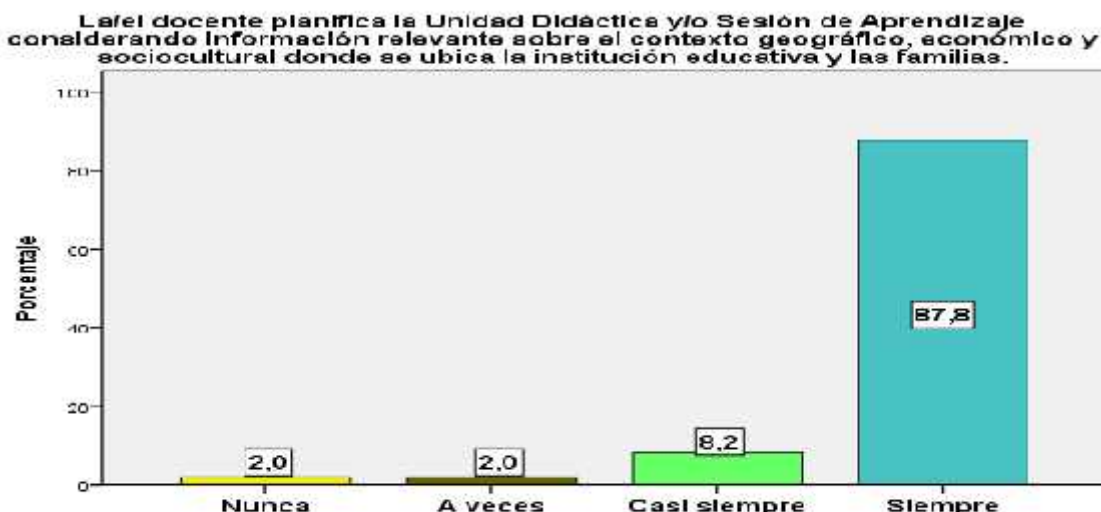 La/el docente planifica la Unidad Didáctica y/o Sesión de Aprendizaje
considerando información relevante sobre el contexto geográfico, económico y
sociocultural donde se ubica la institución educativa y las familias.
100
80
60
40
20
0
Porcentaje
2,0
2,0
8,2
87,8
Nunca
A veces
Casi siempre
Siempre